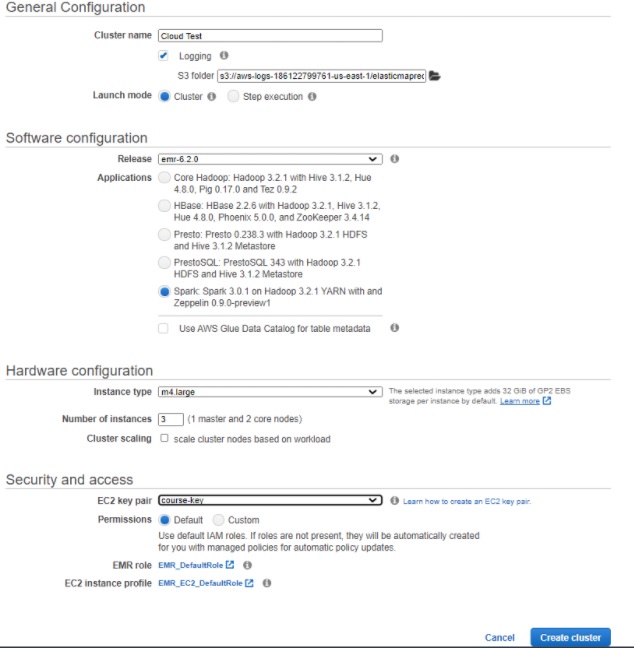 General Configuration
Cluster name Cloud Test
Logging
S3 folder s3://aws-logs-186122799761-us-east-1/elasticmapred
Launch mode Cluster Step execution
Software configuration
Release emr-6.2.0
Applications Core Hadoop: Hadoop 3.2.1 with Hive 3.1.2, Hue
4.8.0, Pig 0.17.0 and Tez 0.9.2
HBase: HBase 2.2.6 with Hadoop 3.2.1, Hive 3.1.2,
Hue 4.8.0, Phoenix 5.0.0, and ZooKeeper 3.4.14
Presto: Presto 0.238.3 with Hadoop 3.2.1 HDFS
and Hive 3.1.2 Metastore
PrestoSQL: PrestoSQL 343 with Hadoop 3.2.1
HDFS and Hive 3.1.2 Metastore
Spark: Spark 3.0.1 on Hadoop 3.2.1 YARN with and
Zeppelin 0.9.0-preview1
Use AWS Glue Data Catalog for table metadata
Hardware configuration
Instance type m4.large The selected instance type adds 32 GiB of GP2 EBS
storage per instance by default. Learn more
Number of instances 3 (1 master and 2 core nodes)
Cluster scaling scale cluster nodes based on workload
Security and access
EC2 key pair course-key Learn how to create an EC2 key pair.
Permissions Default Custom
Use default IAM roles. If roles are not present, they will be automatically created
for you with managed policies for automatic policy updates.
EMR role EMR_DefaultRole
EC2 instance profile EMR_EC2_DefaultRole
Cancel Create cluster